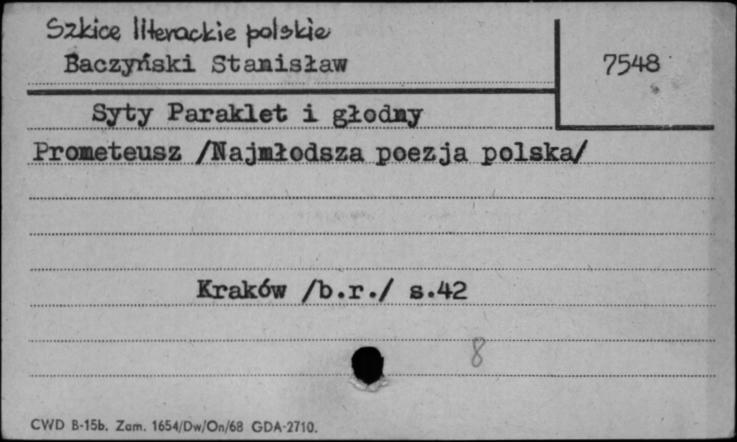 Szkice literackie polskie
Baczyński Stanisław
7548
Syty Paraklet i głodny
Prometeusz /Najmłodsza poezja polska/
Kraków /b.r./ s.42
8
CWD B-15b. Zam. 1654/Dw/On/68 GDA-2710.